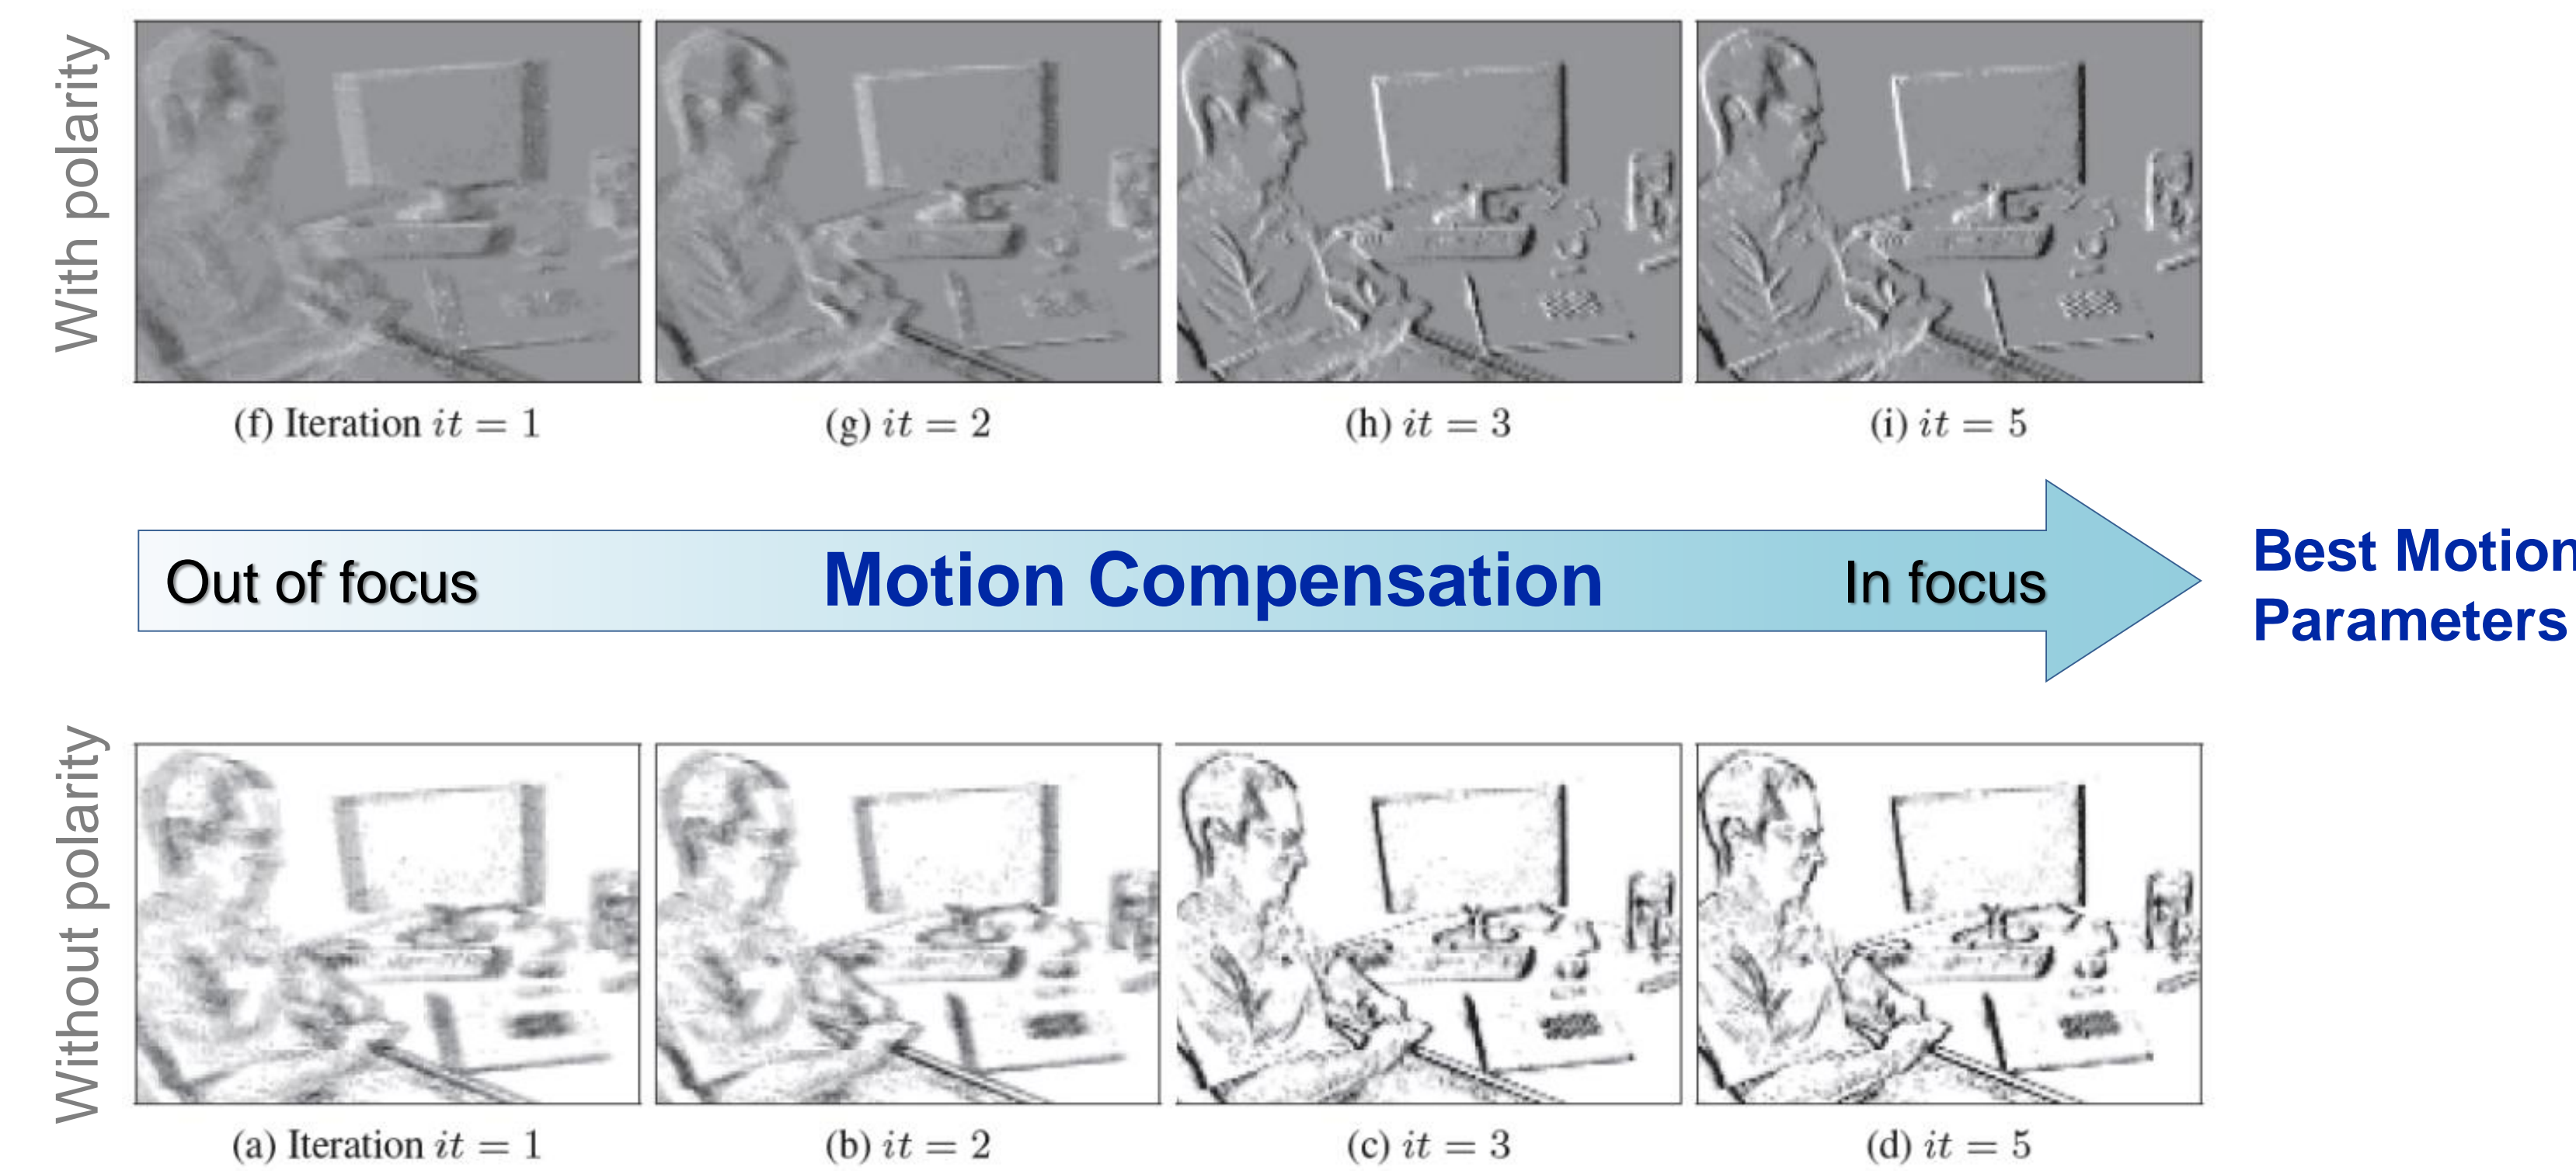 With polarity
(f) Iteration it = 1
(g) it = 2
(h) it = 3
(i) it = 5
Out of focus
Motion Compensation
In focus
Best Motion
Parameters
Without polarity
(a) Iteration it = 1
(b) it = 2
(c) it = 3
(d) it = 5